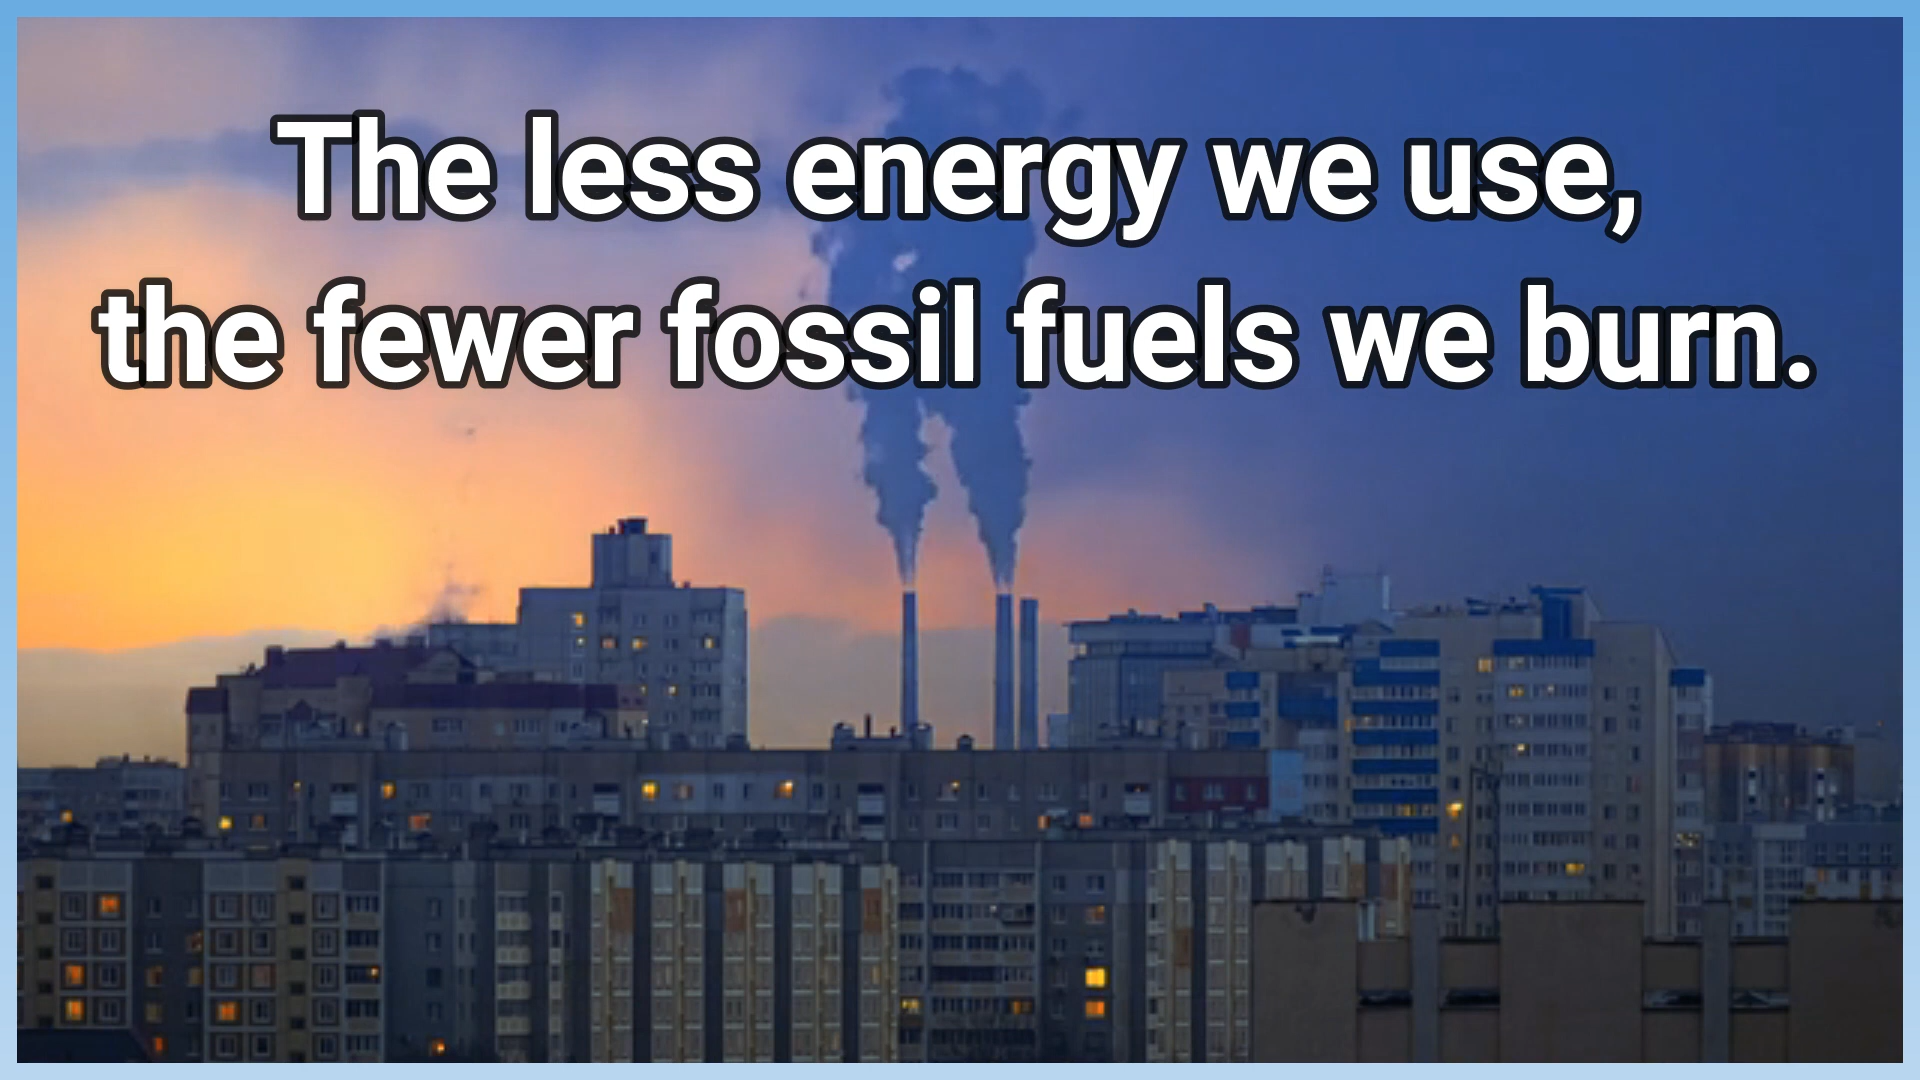 The less energy we use,
the fewer fossil fuels we burn.